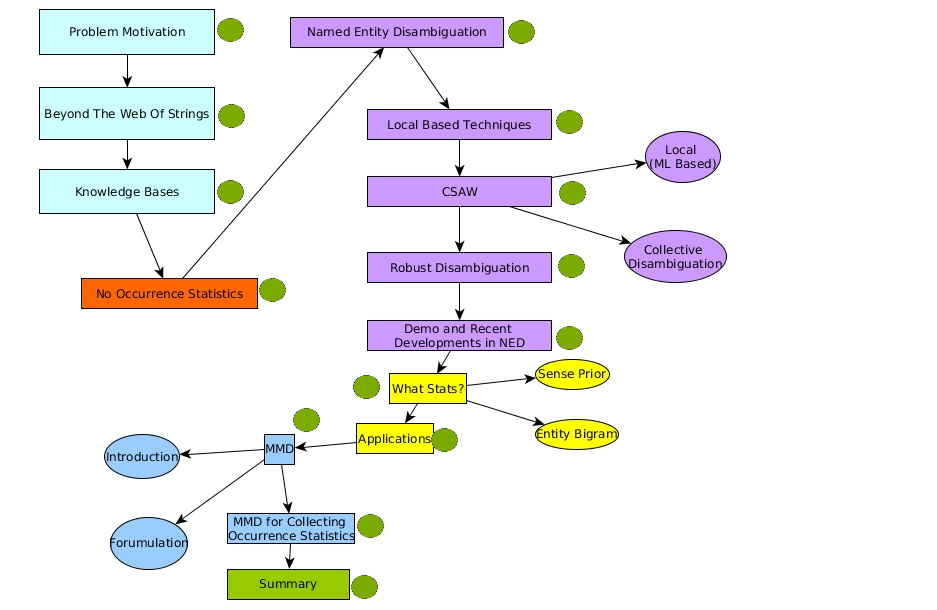 Problem Motivation
Beyond The Web Of Strings
Knowledge Bases
No Occurrence Statistics
Named Entity Disambiguation
Local Based Techniques
CSAW
Local
(ML Based)
Collective
Disambiguation
Robust Disambiguation
Demo and Recent
Developments in NED
What Stats?
Sense Prior
Entity Bigram
Applications
MMD
Introduction
Forumulation
MMD for Collecting
Occurrence Statistics
Summary